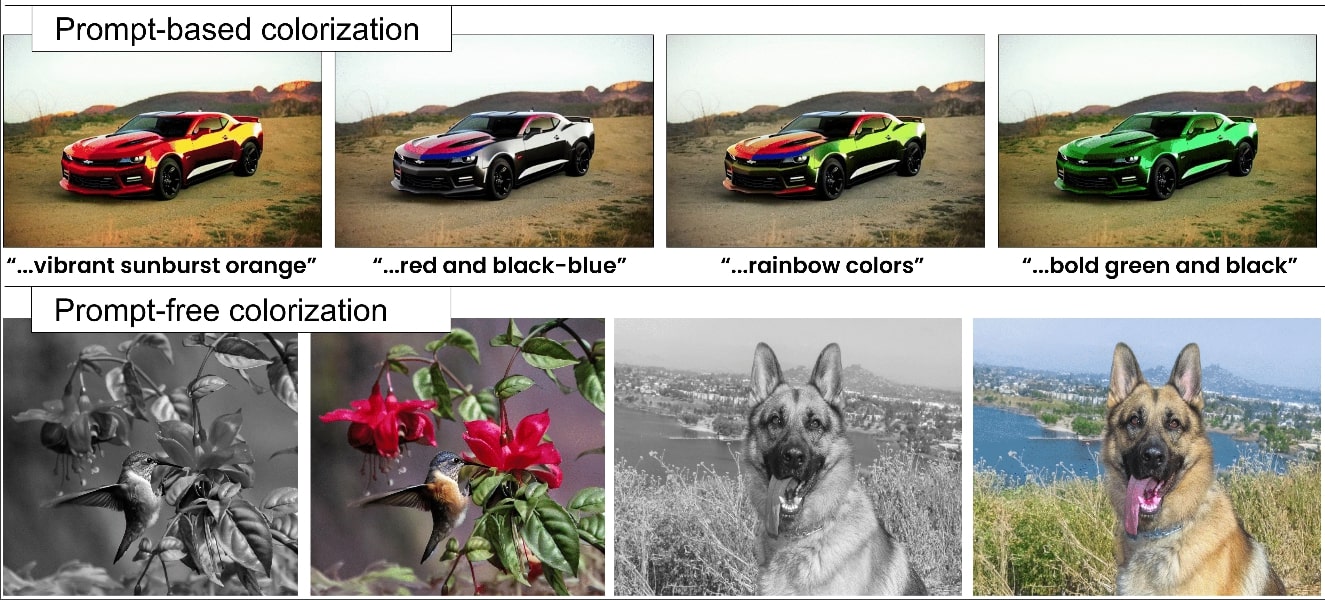 Prompt-based colorization
“...vibrant sunburst orange” “...red and black-blue” “...rainbow colors” “...bold green and black”
Prompt-free colorization